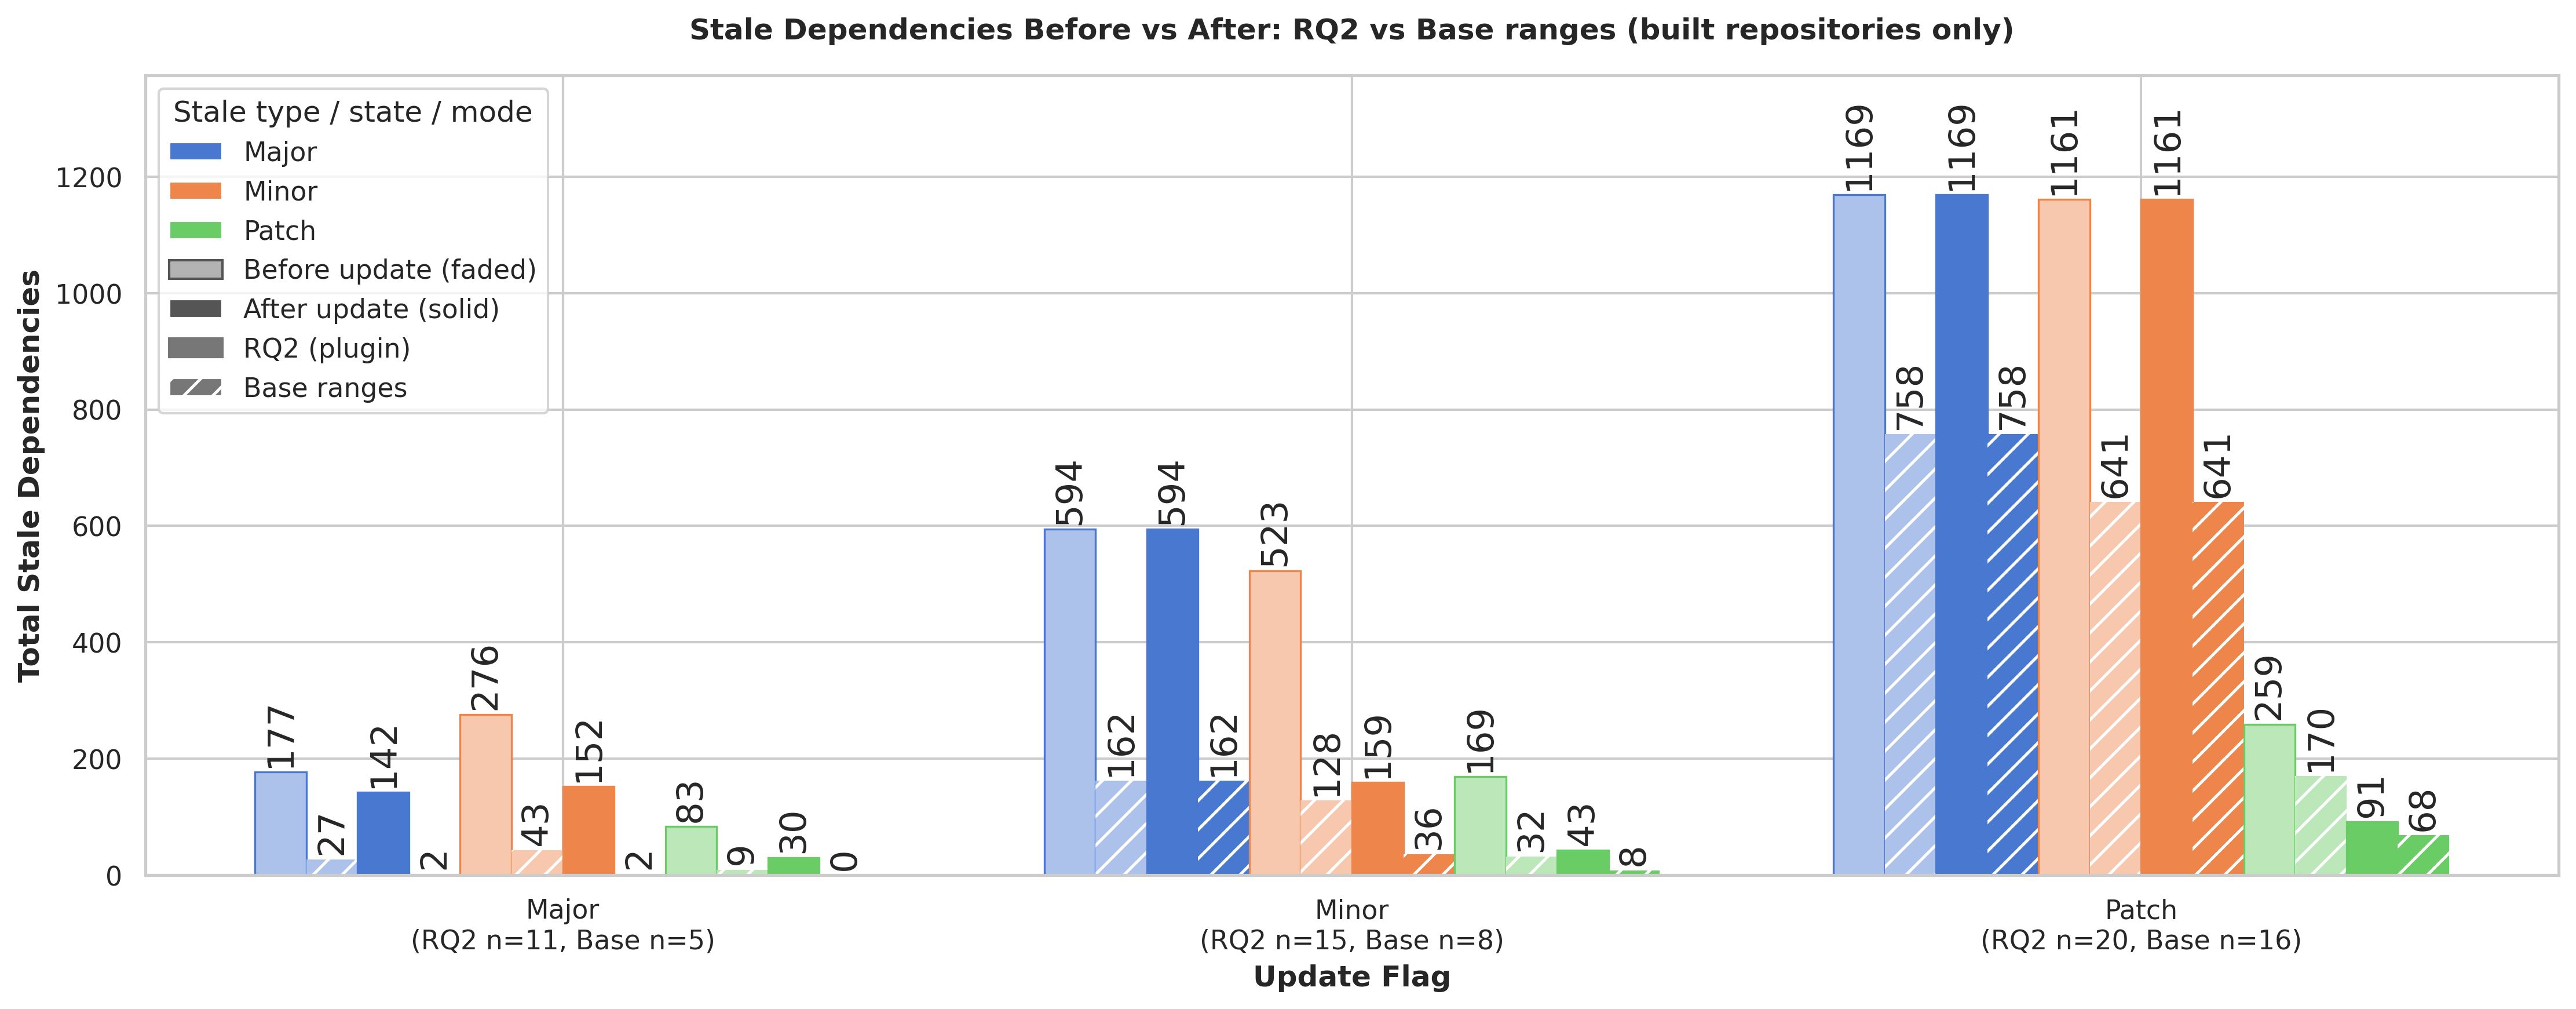 Stale Dependencies Before vs After: RQ2 vs Base ranges (built repositories only)
Total Stale Dependencies
1200
1000
800
600
400
200
0
Stale type / state / mode
Major
Minor
Patch
Before update (faded)
After update (solid)
RQ2 (plugin)
Base ranges
177
27
142
2
276
43
152
2
83
9
30
0
594
162
594
162
523
128
159
36
169
32
43
8
1169
758
1169
758
1161
641
1161
641
259
170
91
68
Major
(RQ2 n=11, Base n=5)
Minor
(RQ2 n=15, Base n=8)
Patch
(RQ2 n=20, Base n=16)
Update Flag